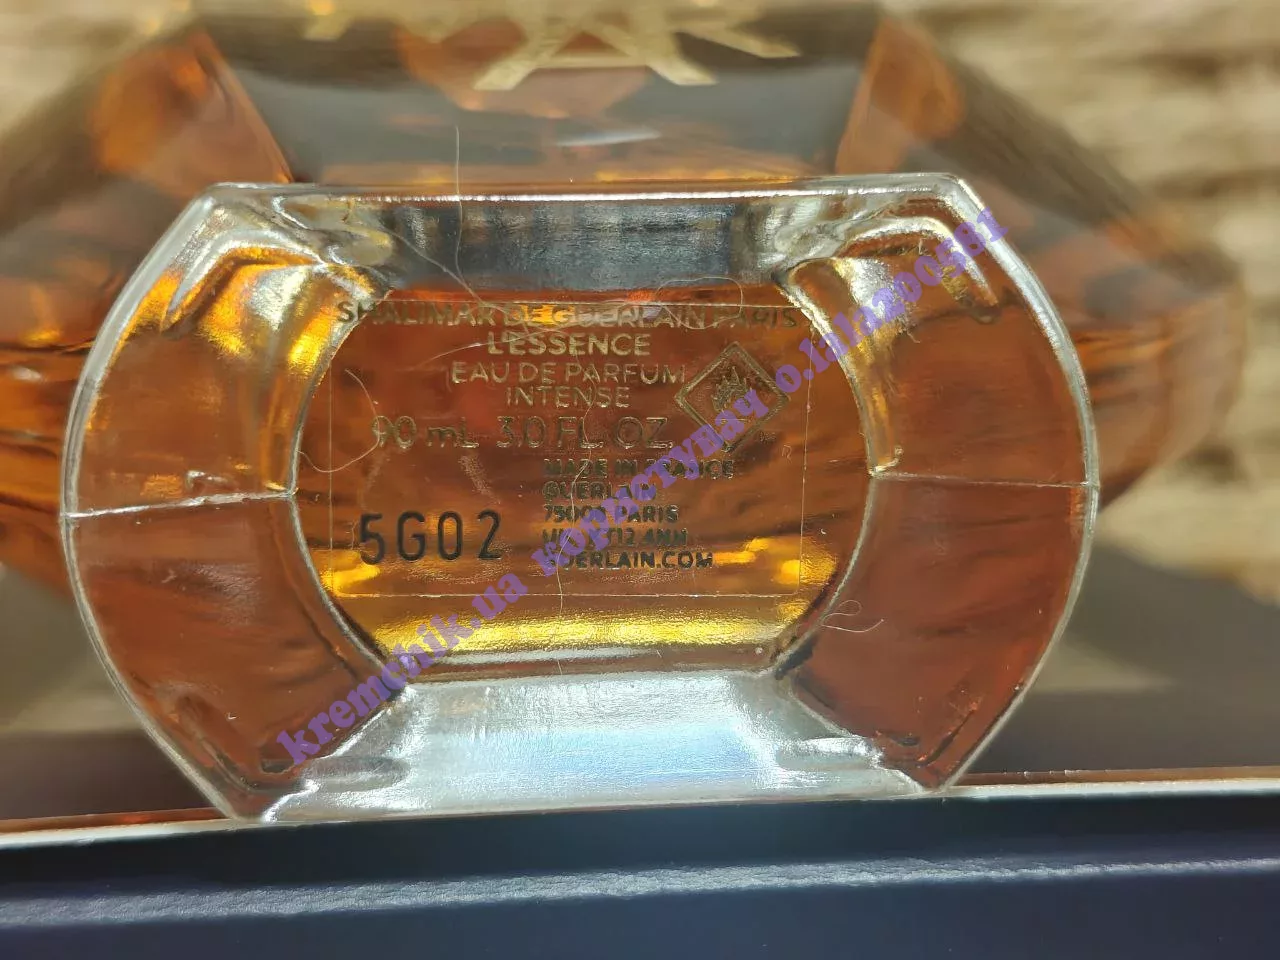 SHALIMAR DE GUERLAIN PARIS
L'ESSENCE
EAU DE PARFUM
INTENSE
90 mL 3.0 FL. OZ.
MADE IN FRANCE
GUERLAIN
PARIS
5G02
GUERLAIN.COM
kremchik.ua користувач